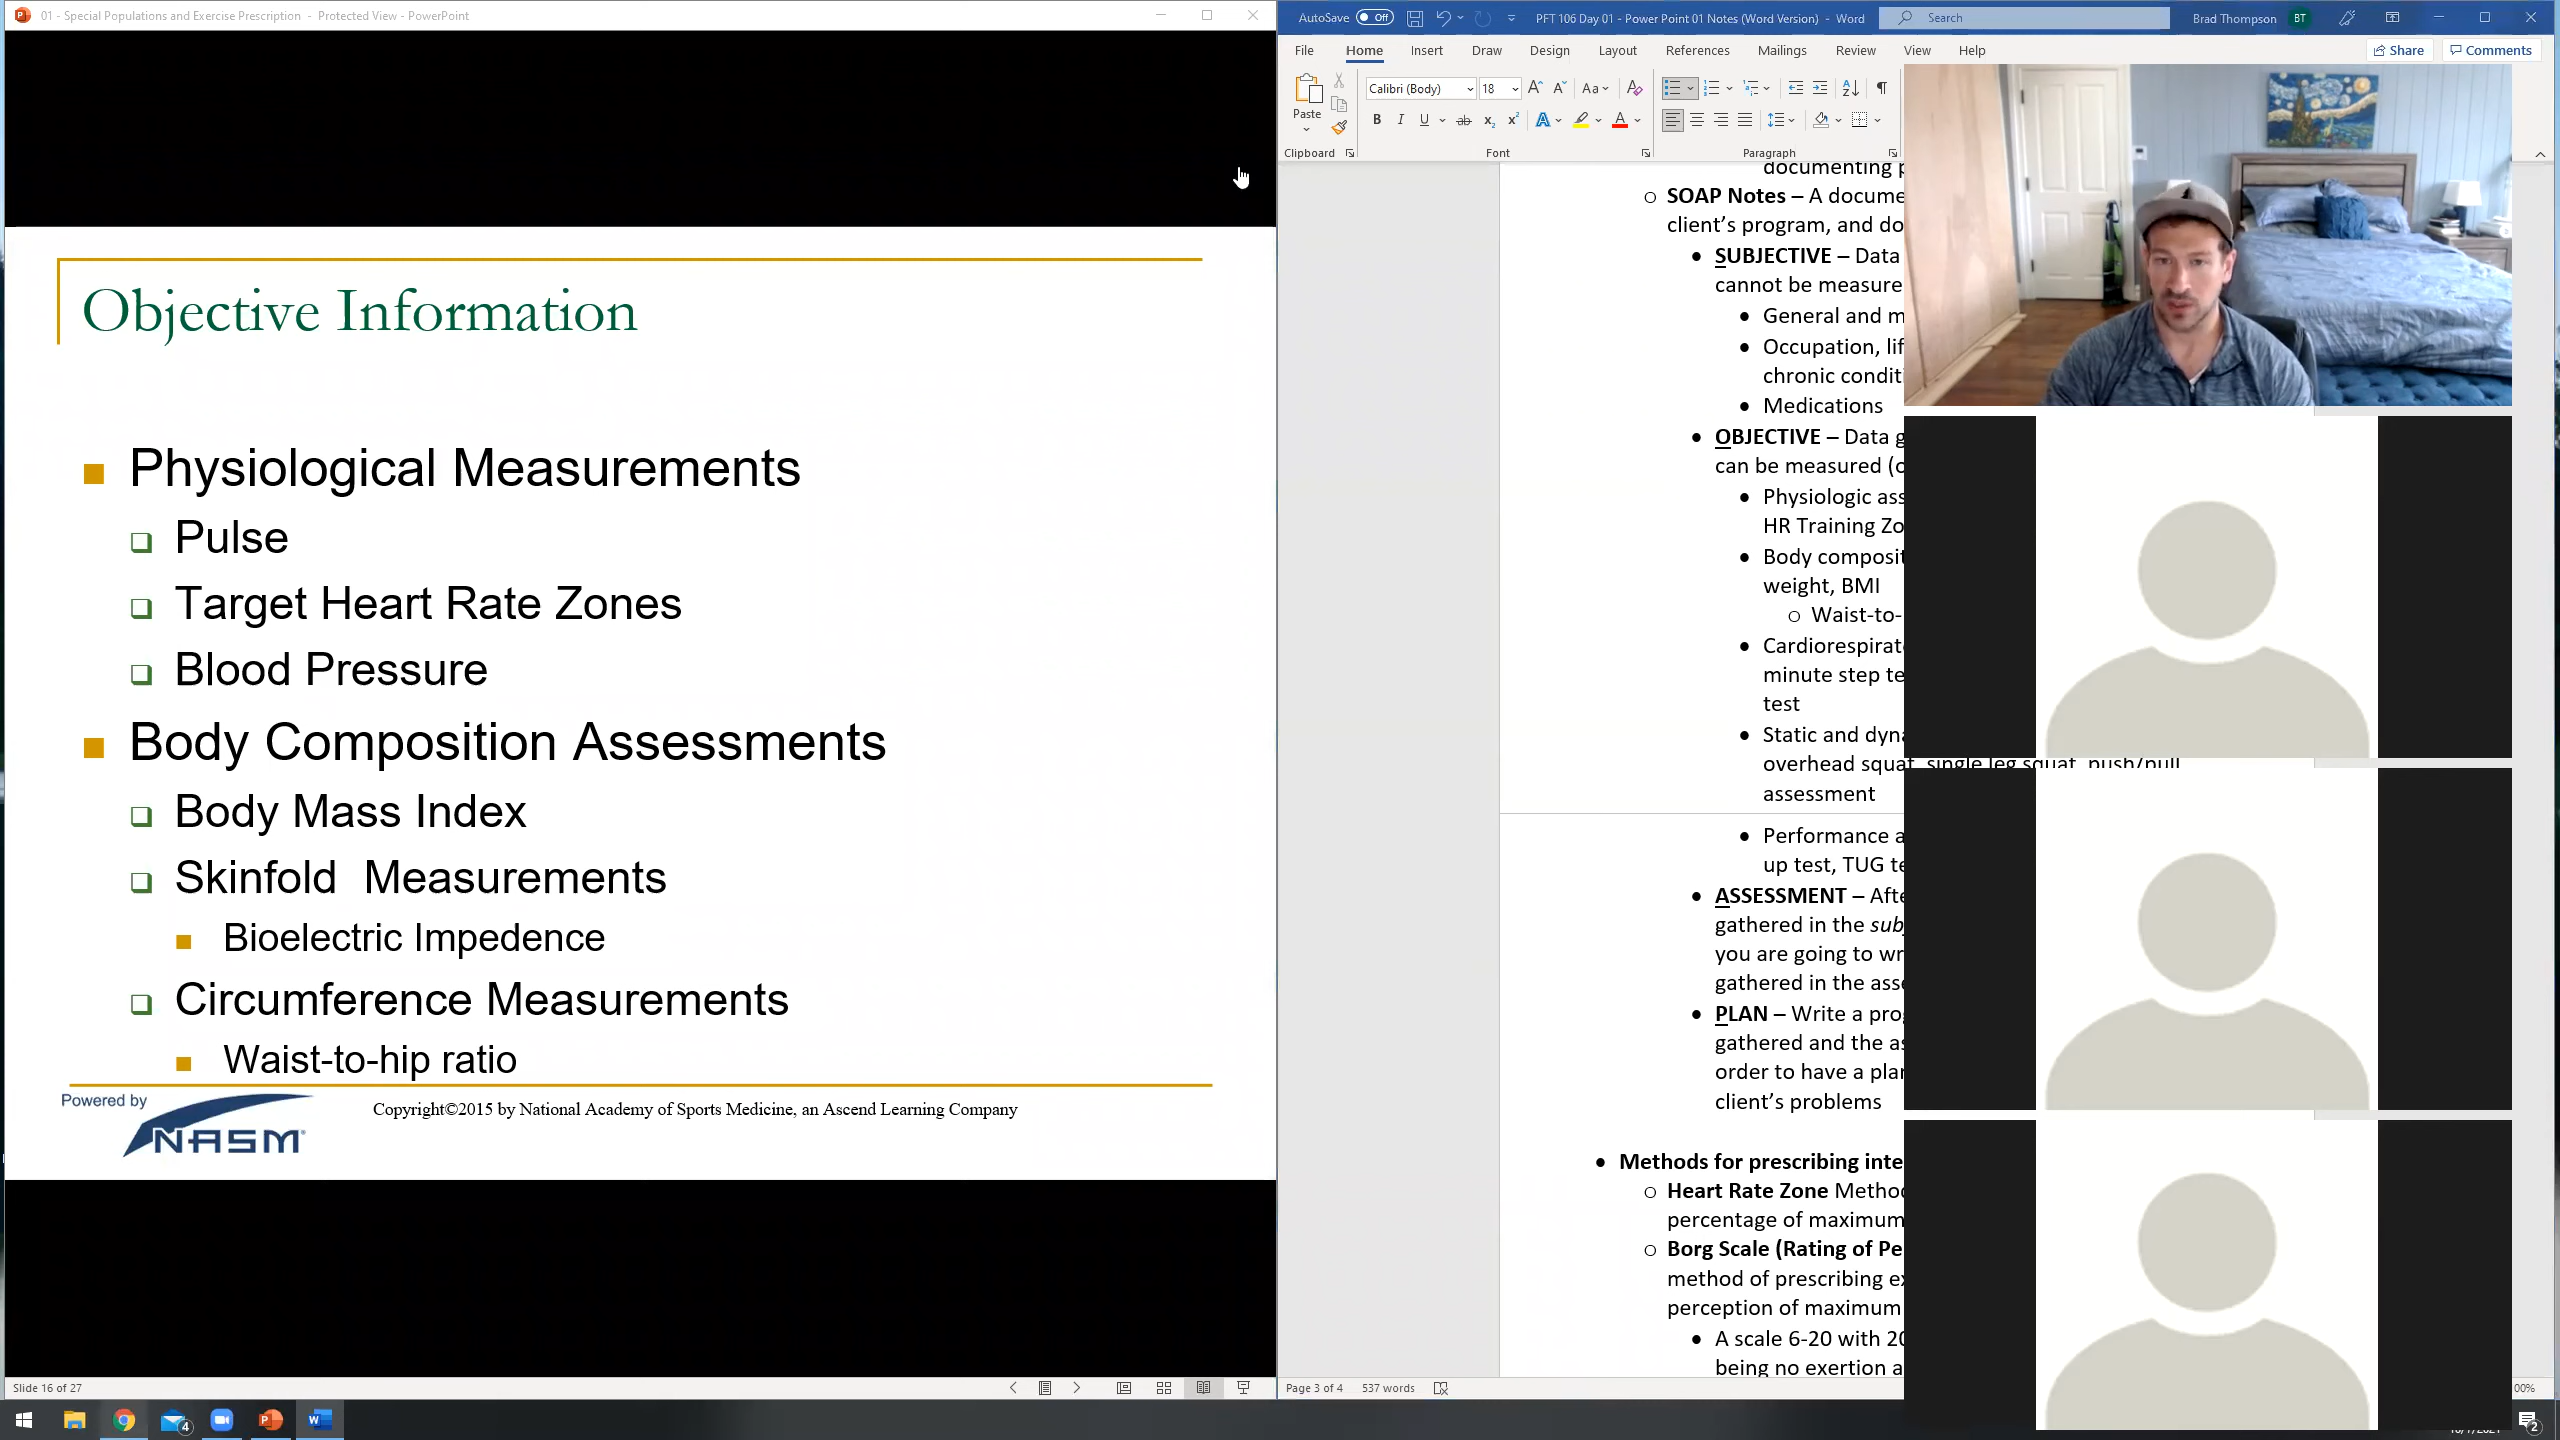 01 - Special Populations and Exercise Prescription - Protected View - PowerPoint
Objective Information
Physiological Measurements
Pulse
Target Heart Rate Zones
Blood Pressure
Body Composition Assessments
Body Mass Index
Skinfold Measurements
Bioelectric Impedence
Circumference Measurements
Waist-to-hip ratio
Powered by
NASM
Copyright©2015 by National Academy of Sports Medicine, an Ascend Learning Company
Slide 16 of 27
AutoSave Off
PFT 106 Day 01 - Power Point 01 Notes (Word Version) - Word
Search
Brad Thompson BT
File Home Insert Draw Design Layout References Mailings Review View Help
Share Comments
Calibri (Body) 18
Paste
Clipboard Font Paragraph
documenting
SOAP Notes – A docume
client’s program, and do
SUBJECTIVE – Data
cannot be measure
General and m
Occupation, lif
chronic conditi
Medications
OBJECTIVE – Data g
can be measured (o
Physiologic ass
HR Training Zo
Body composit
weight, BMI
Waist-to-
Cardiorespirat
minute step te
test
Static and dyna
overhead squat, single leg squat, push/pull
assessment
Performance a
up test, TUG te
ASSESSMENT – Afte
gathered in the sub
you are going to wr
gathered in the asse
PLAN – Write a pro
gathered and the as
order to have a plan
client’s problems
Methods for prescribing inte
Heart Rate Zone Method
percentage of maximum
Borg Scale (Rating of Pe
method of prescribing ex
perception of maximum
A scale 6-20 with 20
being no exertion a
Page 3 of 4 537 words
00%
4
2